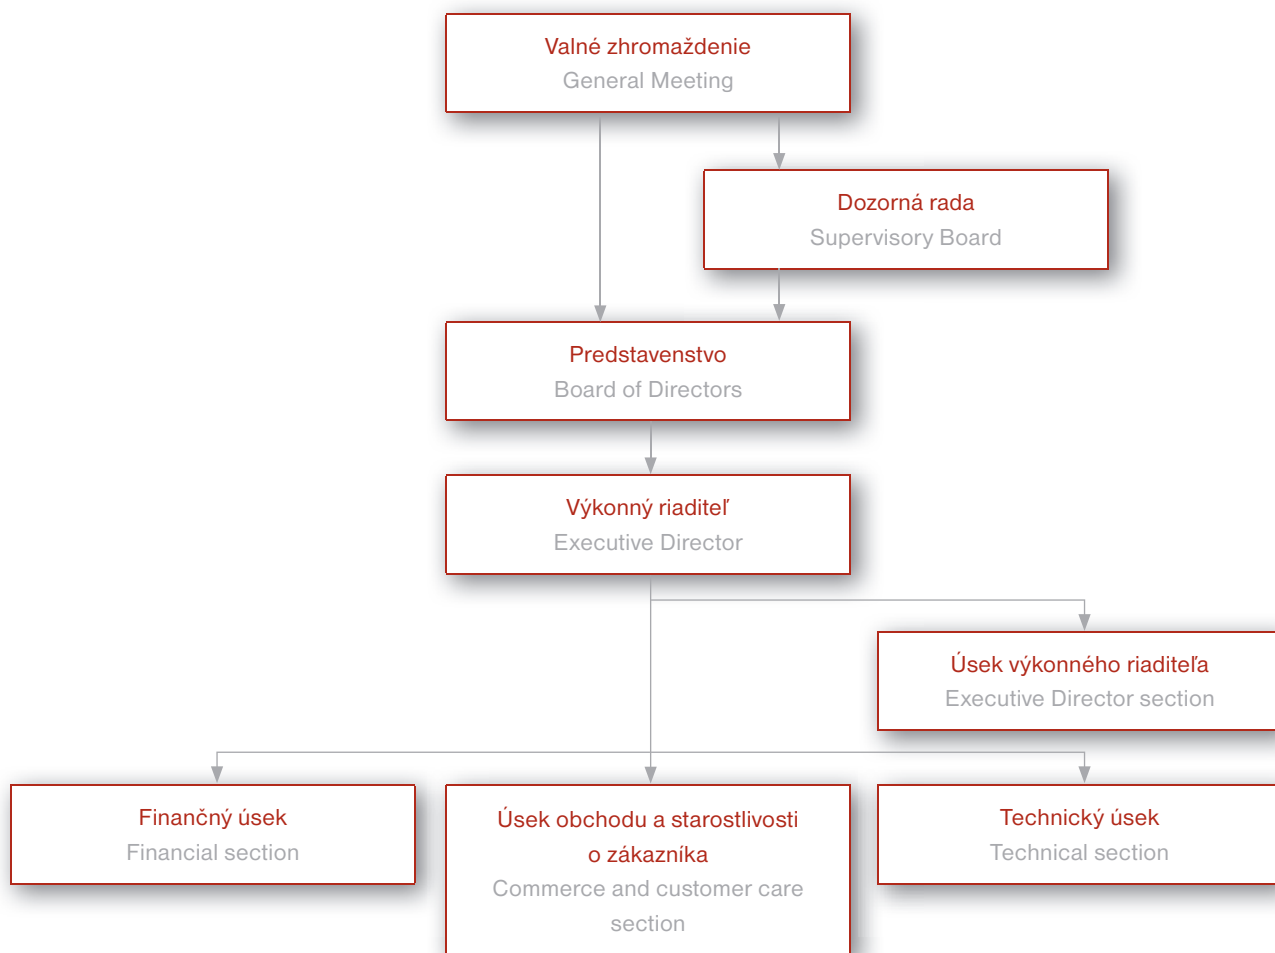 Valné zhromaždenie
General Meeting
Dozorná rada
Supervisory Board
Predstavenstvo
Board of Directors
Výkonný riaditeľ
Executive Director
Úsek výkonného riaditeľa
Executive Director section
Finančný úsek
Financial section
Úsek obchodu a starostlivosti
o zákazníka
Commerce and customer care
section
Technický úsek
Technical section